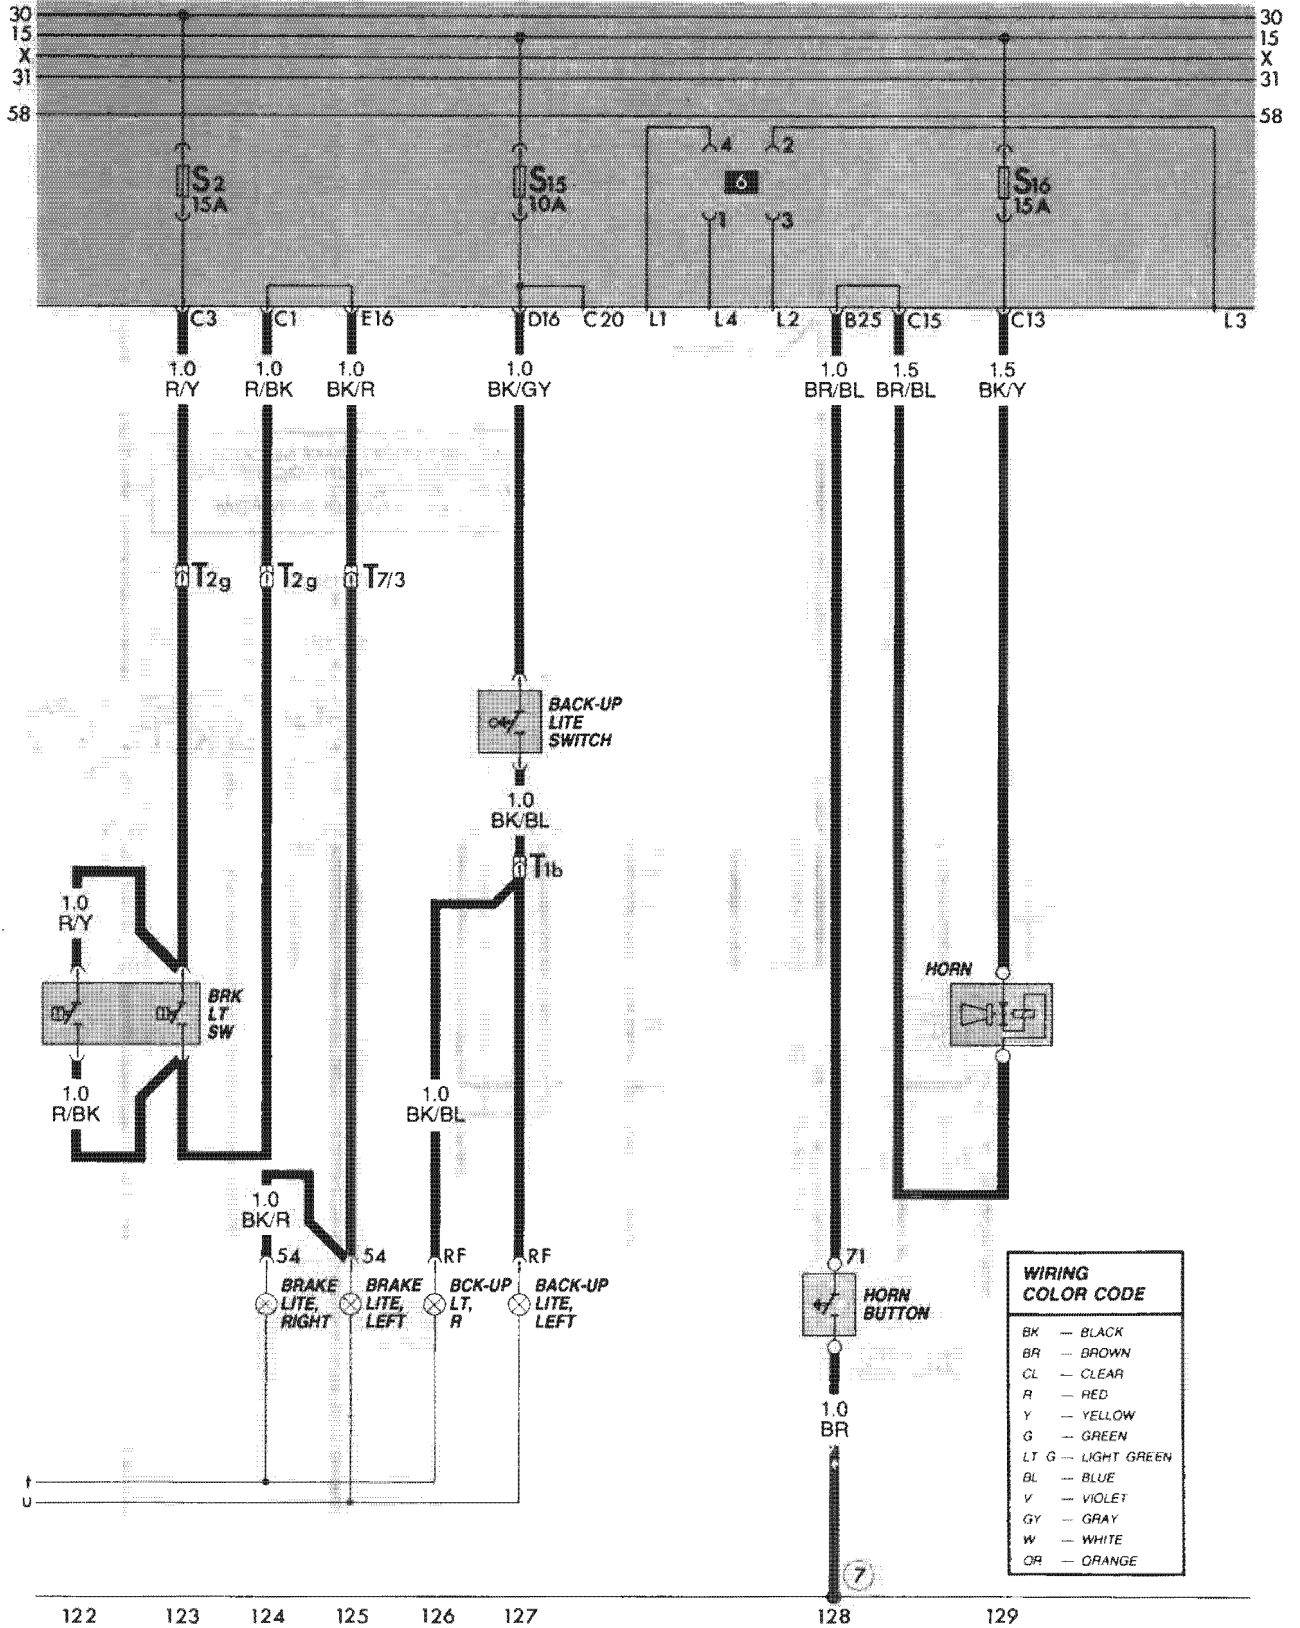 30 30
15 15
X X
31 31
58 58
4 2
6
1 3
S2
15A
S15
10A
S16
15A
C3 C1 E16 D16 C20 L1 L4 L2 B25 C15 C13 L3
1.0
R/Y
1.0
R/BK
1.0
BK/R
1.0
BK/GY
1.0
BR/BL
1.5
BR/BL
1.5
BK/Y
T2g T2g T7/3
BACK-UP
LITE
SWITCH
1.0
BK/BL
T1b
1.0
R/Y
BRK
LT
SW
HORN
1.0
R/BK
1.0
BK/BL
1.0
BK/R
54 54 RF RF 71
BRAKE
LITE,
RIGHT
BRAKE
LITE,
LEFT
BCK-UP
LT,
R
BACK-UP
LITE,
LEFT
HORN
BUTTON
1.0
BR
t
u
7
WIRING
COLOR CODE
BK — BLACK
BR — BROWN
CL — CLEAR
R — RED
Y — YELLOW
G — GREEN
LT G — LIGHT GREEN
BL — BLUE
V — VIOLET
GY — GRAY
W — WHITE
OR — ORANGE
122 123 124 125 126 127 128 129